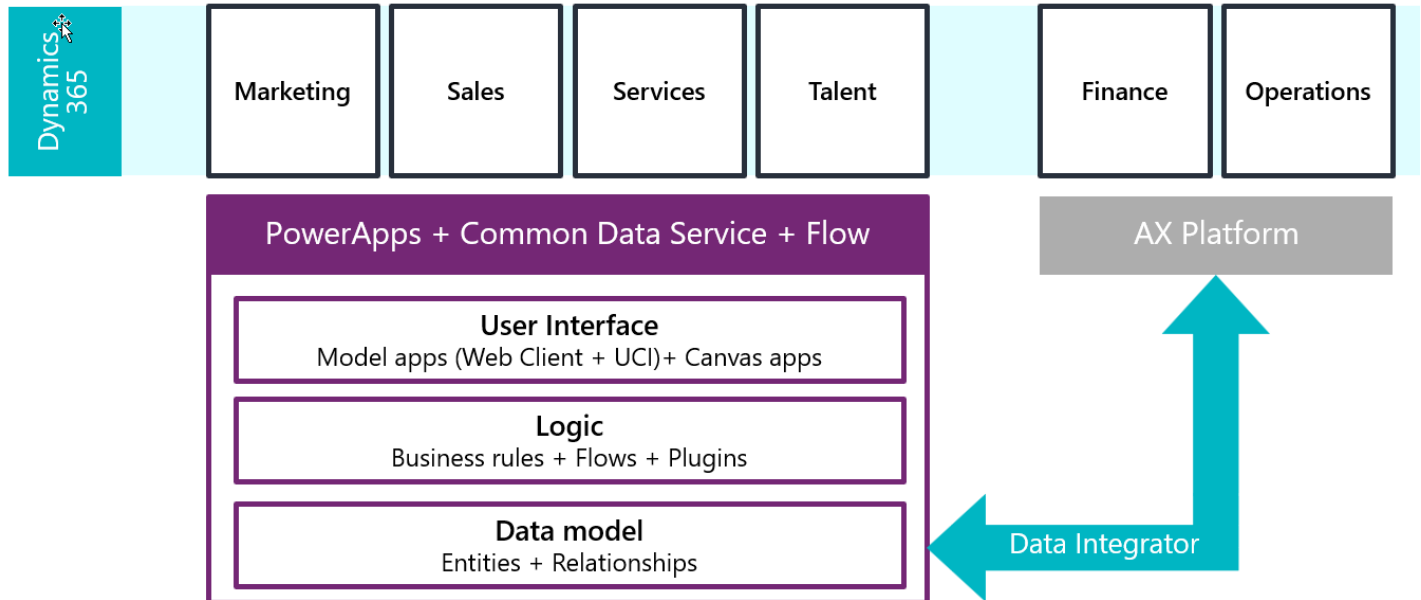 Dynamics
365
Marketing
Sales
Services
Talent
Finance
Operations
PowerApps + Common Data Service + Flow
AX Platform
User Interface
Model apps (Web Client + UCI)+ Canvas apps
Logic
Business rules + Flows + Plugins
Data model
Entities + Relationships
Data Integrator